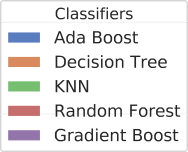 Classifiers
Ada Boost
Decision Tree
KNN
Random Forest
Gradient Boost